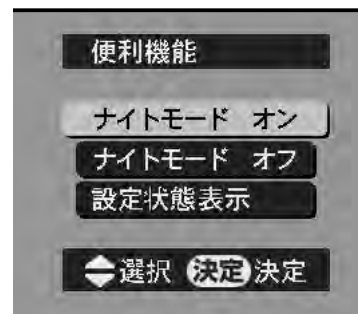 便利機能
ナイトモード オン
ナイトモード オフ
設定状態表示
選択 決定 決定